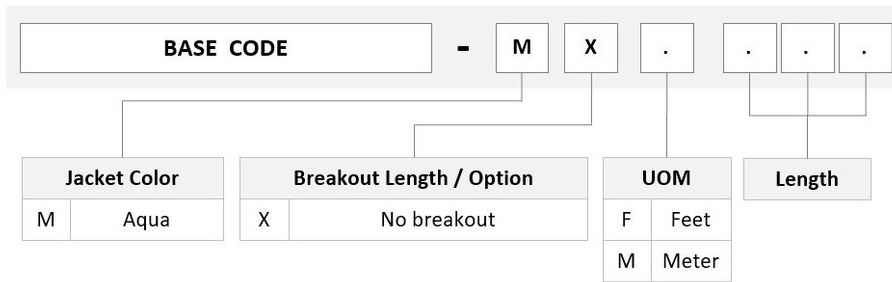 BASE CODE - M X . . . .
Jacket Color Breakout Length / Option UOM Length
M Aqua X No breakout F Feet
M Meter